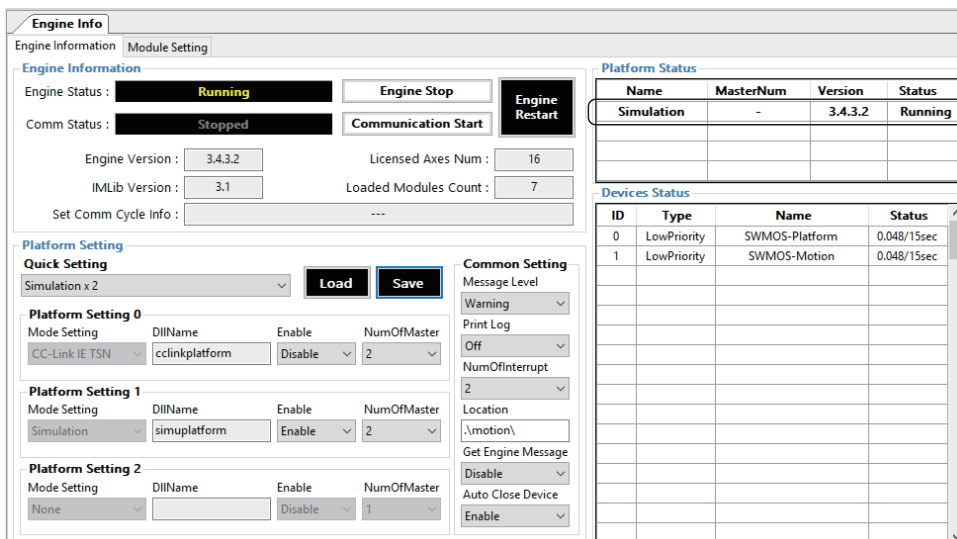 Engine Info
Engine Information Module Setting
Engine Information
Engine Status : Running Engine Stop Engine Restart
Comm Status : Stopped Communication Start
Engine Version : 3.4.3.2 Licensed Axes Num : 16
IMLib Version : 3.1 Loaded Modules Count : 7
Set Comm Cycle Info : ---
Platform Setting
Quick Setting
Simulation x 2 Load Save
Platform Setting 0
Mode Setting DllName Enable NumOfMaster
CC-Link IE TSN cclinkplatform Disable 2
Platform Setting 1
Mode Setting DllName Enable NumOfMaster
Simulation simuplatform Enable 2
Platform Setting 2
Mode Setting DllName Enable NumOfMaster
None Disable 1
Common Setting
Message Level
Warning
Print Log
Off
NumOfInterrupt
2
Location
.\motion\
Get Engine Message
Disable
Auto Close Device
Enable
Platform Status
Name MasterNum Version Status
Simulation - 3.4.3.2 Running
Devices Status
ID Type Name Status
0 LowPriority SWMOS-Platform 0.048/15sec
1 LowPriority SWMOS-Motion 0.048/15sec